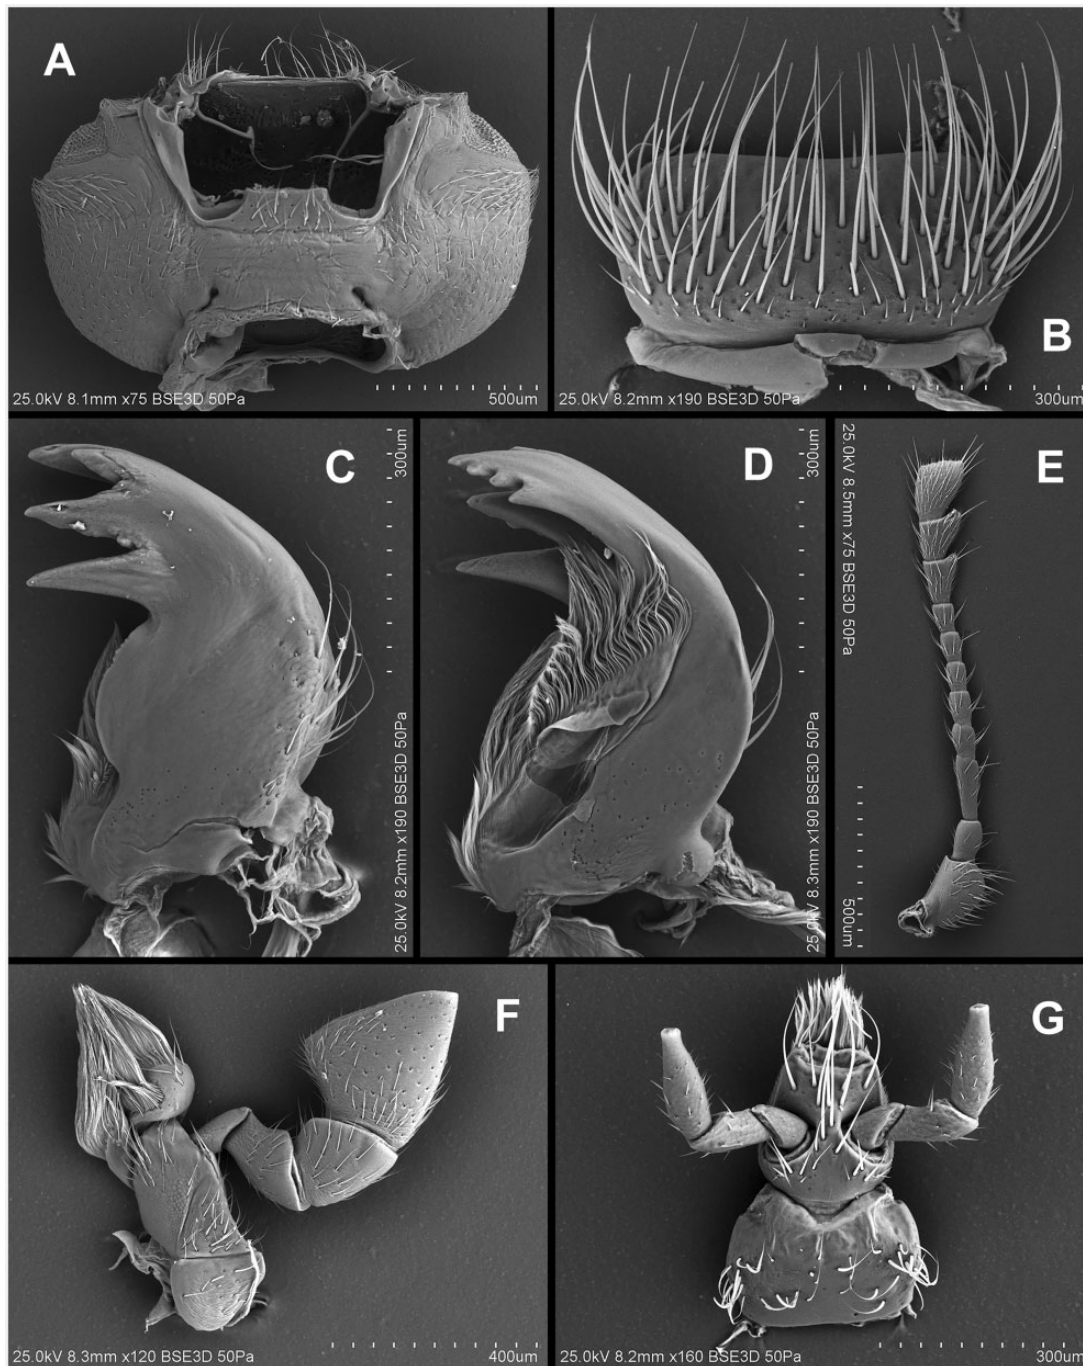 A
25.0kV 8.1mm x75 BSE3D 50Pa
500um
B
25.0kV 8.2mm x190 BSE3D 50Pa
300um
C
25.0kV 8.2mm x190 BSE3D 50Pa
300um
D
25.0kV 8.3mm x190 BSE3D 50Pa
300um
E
25.0kV 8.5mm x75 BSE3D 50Pa
500um
F
25.0kV 8.3mm x120 BSE3D 50Pa
400um
G
25.0kV 8.2mm x160 BSE3D 50Pa
300um